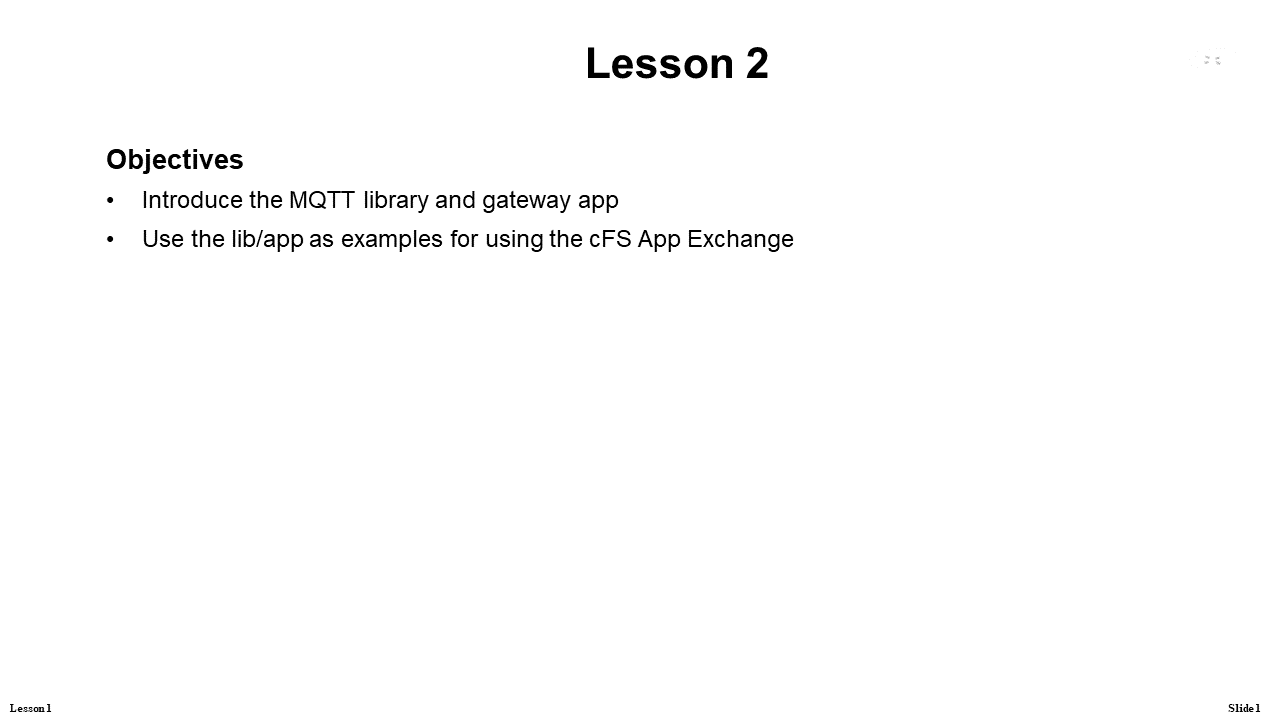 Lesson 2
Objectives
• Introduce the MQTT library and gateway app
• Use the lib/app as examples for using the cFS App Exchange
Lesson 1
Slide 1